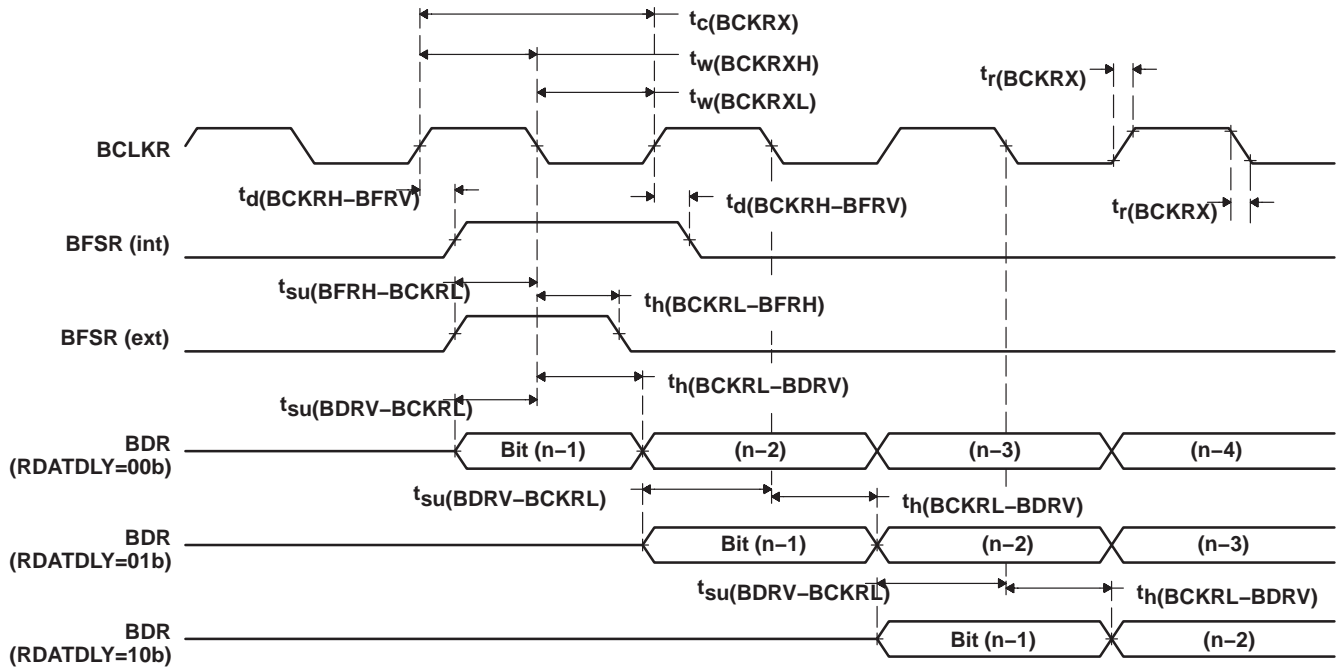 tc(BCKRX)
tw(BCKRXH)
tr(BCKRX)
tw(BCKRXL)
BCLKR
td(BCKRH–BFRV)
td(BCKRH–BFRV)
tr(BCKRX)
BFSR (int)
tsu(BFRH–BCKRL)
th(BCKRL–BFRH)
BFSR (ext)
th(BCKRL–BDRV)
tsu(BDRV–BCKRL)
BDR
(RDATDLY=00b)
Bit (n–1) (n–2) (n–3) (n–4)
tsu(BDRV–BCKRL)
th(BCKRL–BDRV)
BDR
(RDATDLY=01b)
Bit (n–1) (n–2) (n–3)
tsu(BDRV–BCKRL)
th(BCKRL–BDRV)
BDR
(RDATDLY=10b)
Bit (n–1) (n–2)